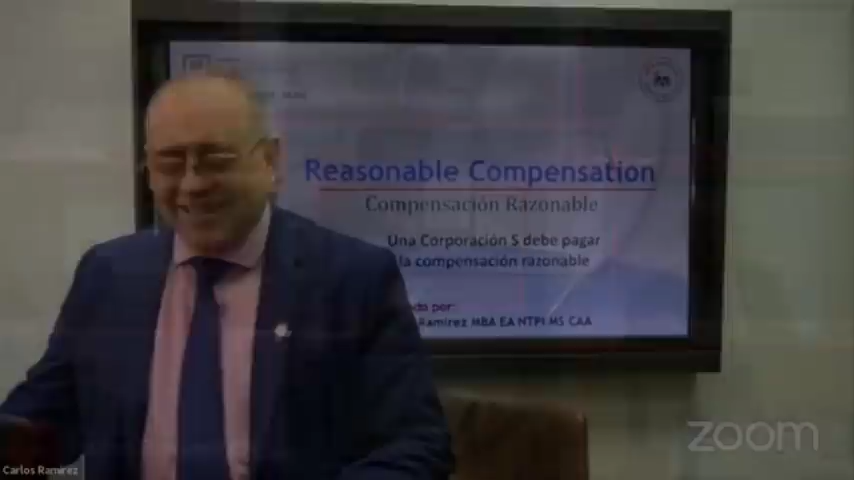 Reasonable Compensation
Compensación Razonable
Una Corporación S debe pagar
la compensación razonable
por:
Ramirez MBA EA NTPI MS CAA
zoom
Carlos Ramirez